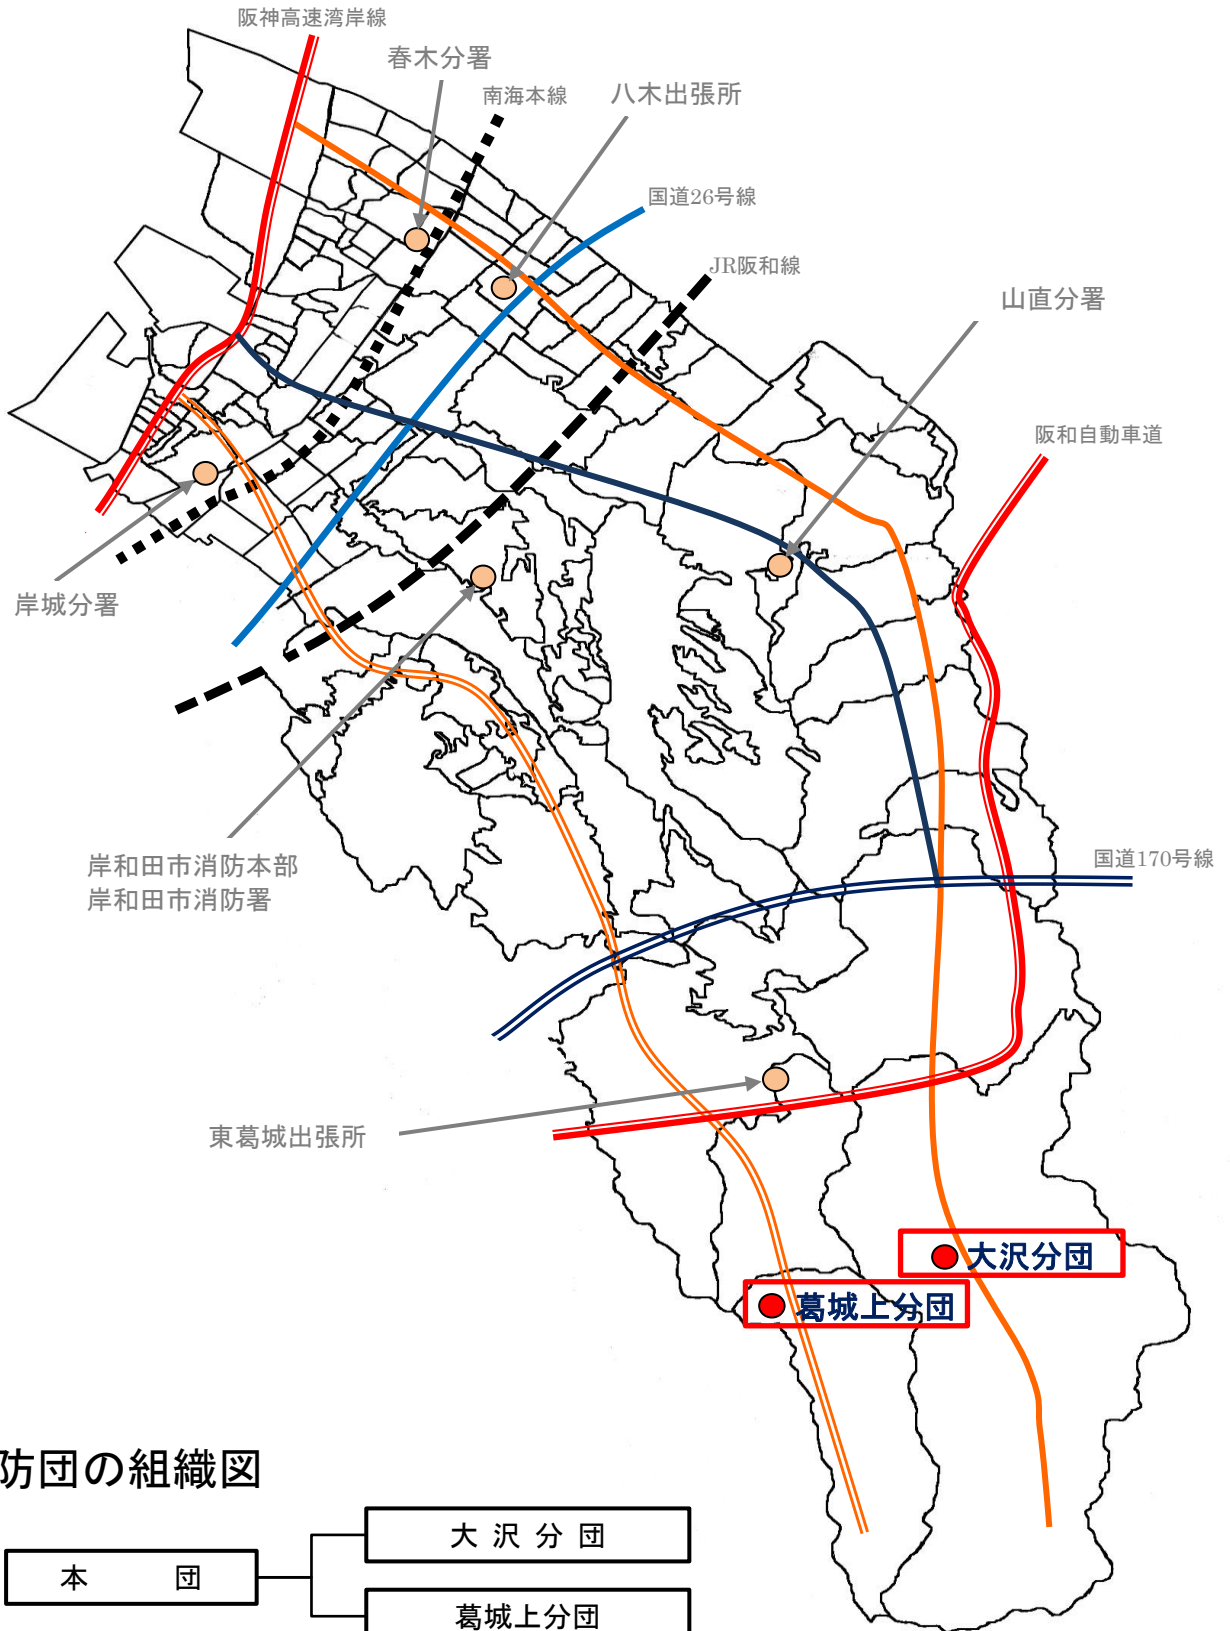 阪神高速湾岸線
春木分署
南海本線
八木出張所
国道26号線
JR阪和線
山直分署
阪和自動車道
岸城分署
岸和田市消防本部
岸和田市消防署
国道170号線
東葛城出張所
大沢分団
葛城上分団
防団の組織図
大沢分団
本 団
葛城上分団